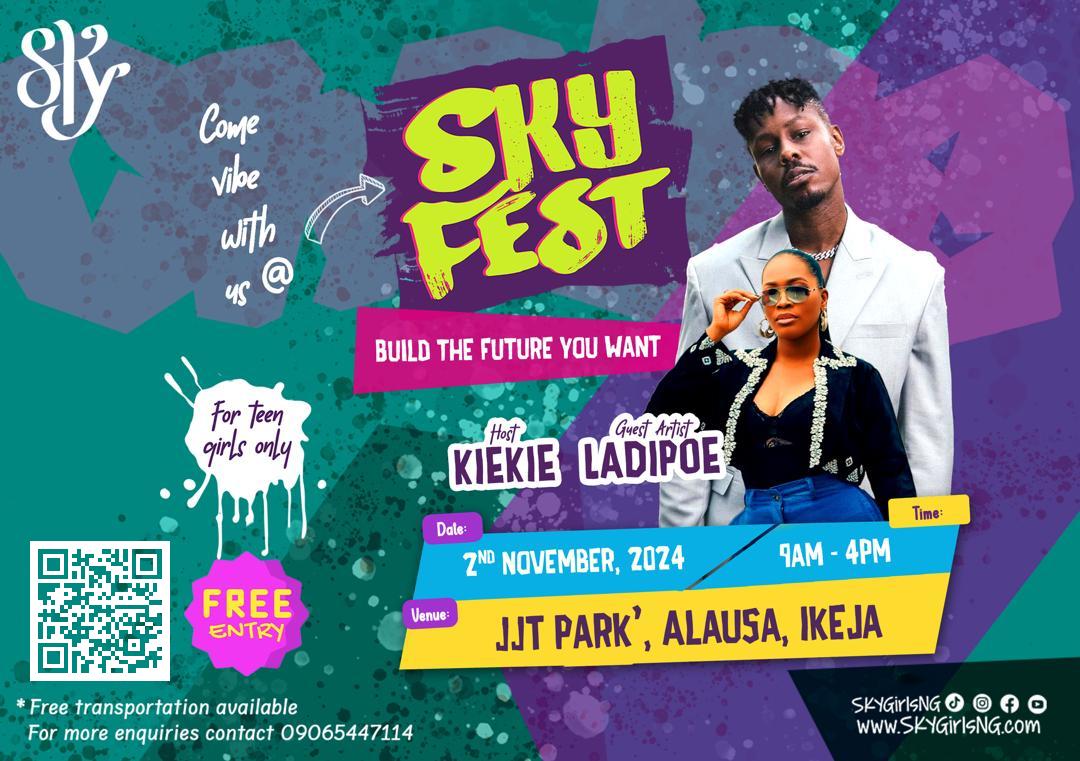 Sky
Come
vibe
with
us @
SKY
FEST
BUILD THE FUTURE YOU WANT
For teen
girls only
Host
KIEKIE
Guest Artist
LADIPOE
Date:
2ND NOVEMBER, 2024
Time:
9AM - 4PM
Venue:
JJT PARK', ALAUSA, IKEJA
FREE
ENTRY
* Free transportation available
For more enquiries contact 09065447114
SKYGirlsNG
www.SKYGirlsNG.com